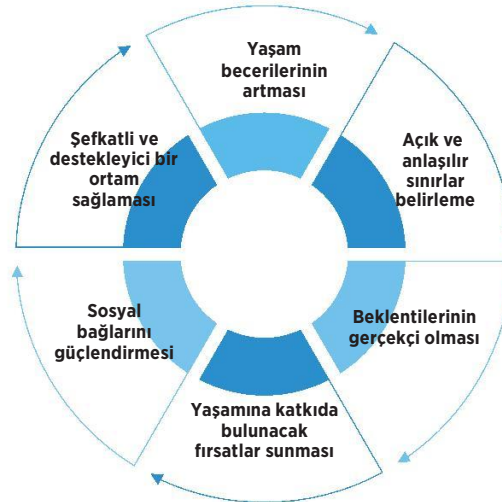 Yaşam
becerilerinin
artması
Açık ve
anlaşılır
sınırlar
belirleme
Beklentilerinin
gerçekçi olması
Yaşamına katkıda
bulunacak
fırsatlar sunması
Sosyal
bağlarını
güçlendirmesi
Şefkatli ve
destekleyici bir
ortam
sağlaması